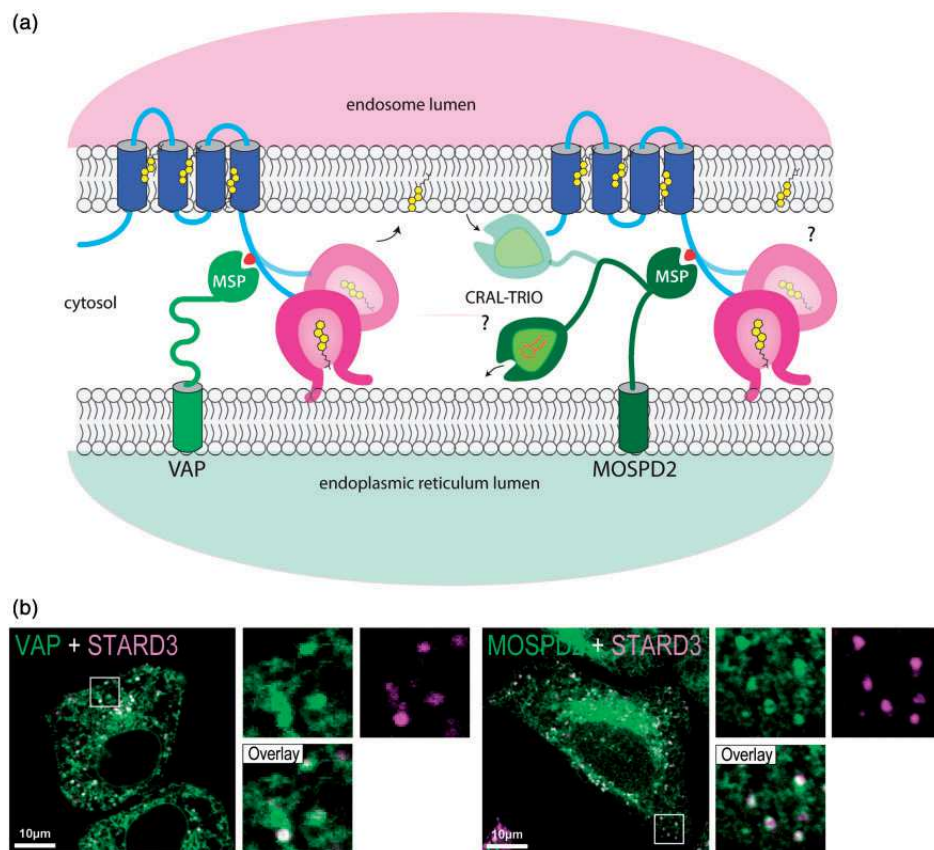 (a)
endosome lumen
MSP
MSP
cytosol
CRAL-TRIO
?
?
VAP
MOSPD2
endoplasmic reticulum lumen
(b)
VAP + STARD3
MOSPD2 + STARD3
Overlay
Overlay
10µm
10µm